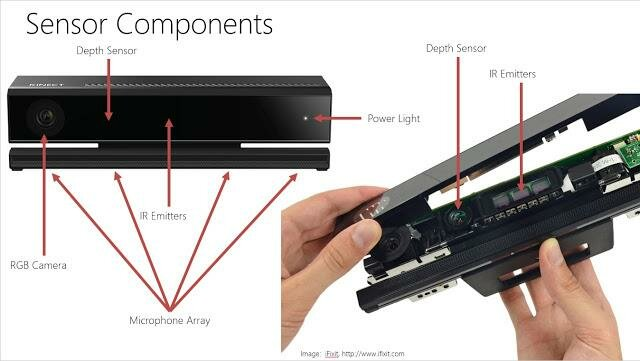 Sensor Components
Depth Sensor
Depth Sensor
IR Emitters
KINECT
Power Light
IR Emitters
RGB Camera
Microphone Array
Image: iFixit, http://www.ifixit.com